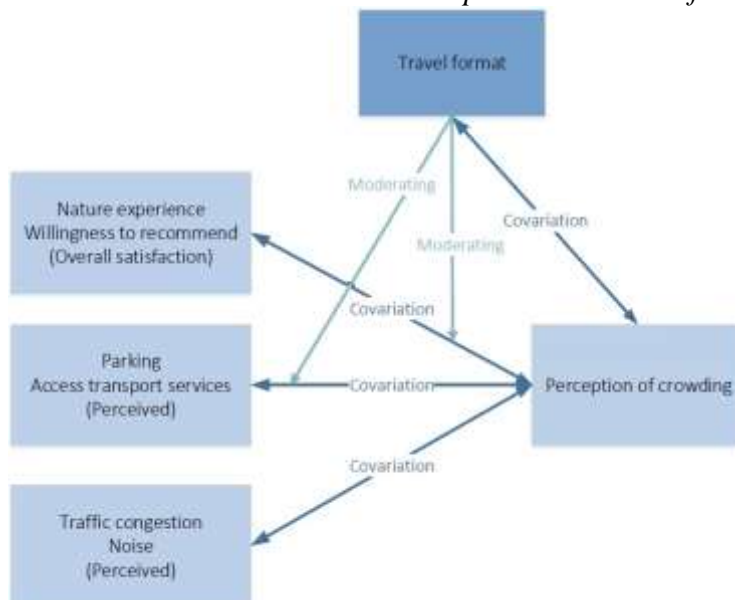 Travel format
Moderating
Nature experience
Willingness to recommend
(Overall satisfaction)
Covariation
Moderating
Covariation
Parking
Access transport services
(Perceived)
Covariation
Perception of crowding
Covariation
Traffic congestion
Noise
(Perceived)